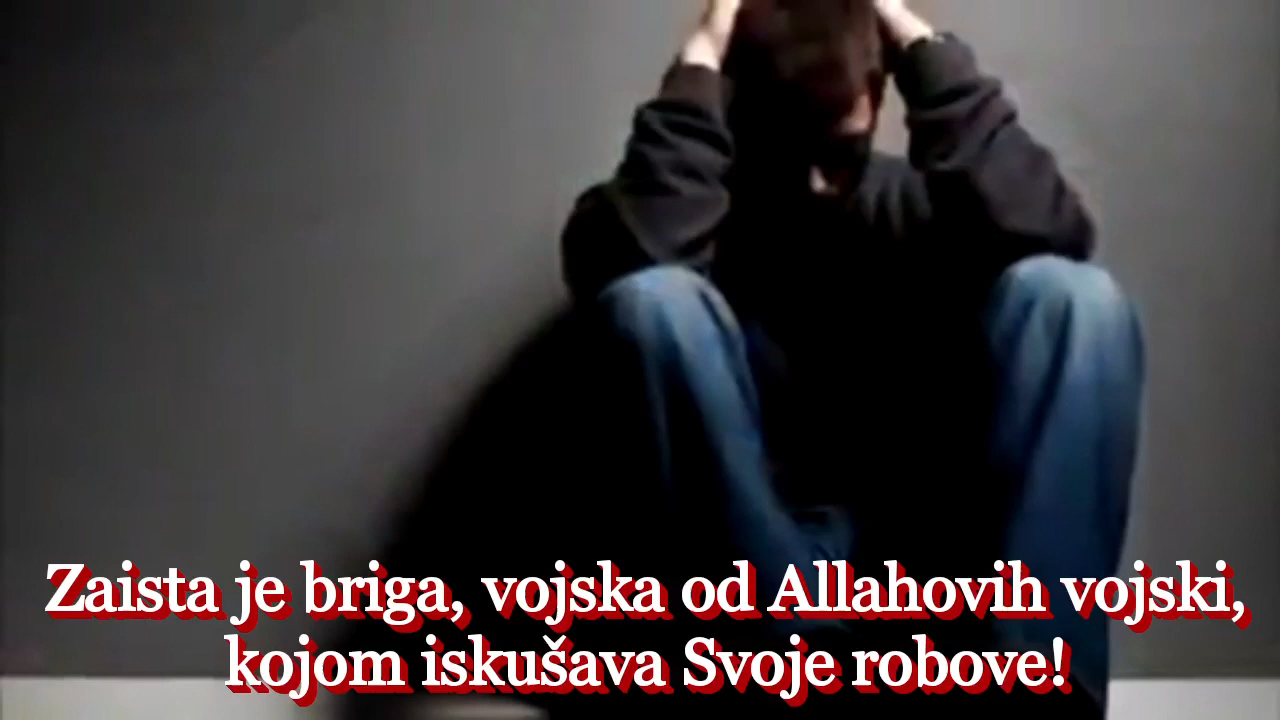 Zaista je briga, vojska od Allahovih vojski,
kojom iskušava Svoje robove!